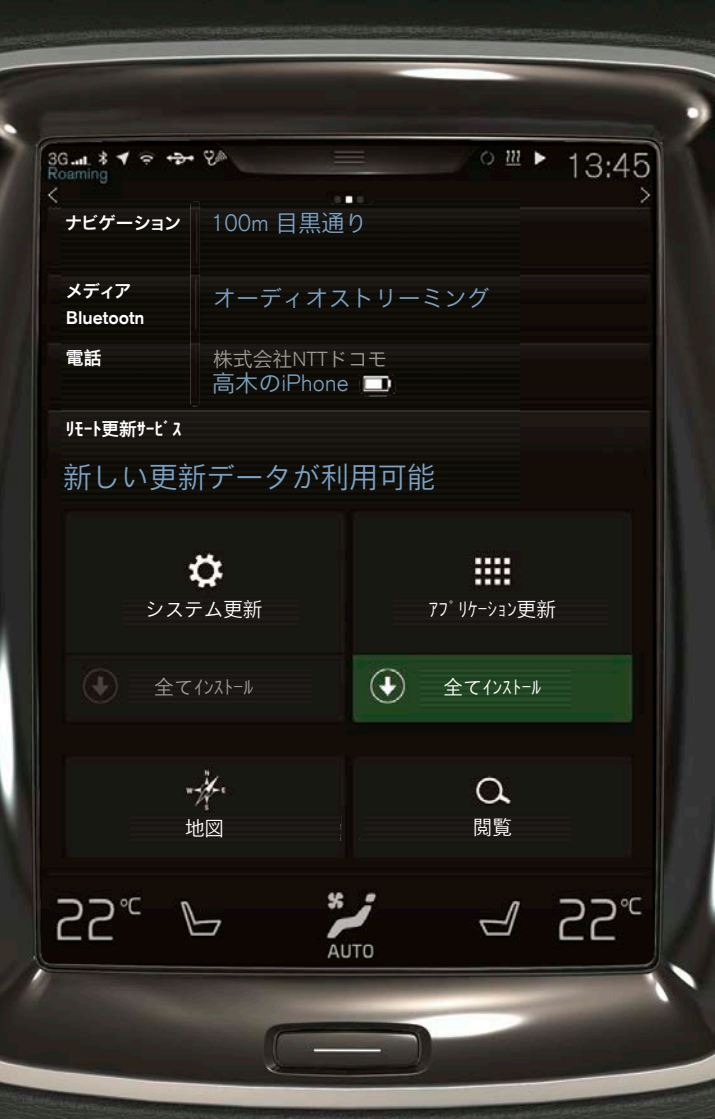 3G
Roaming
13:45
ナビゲーション
100m 目黒通り
メディア
Bluetootn
オーディオストリーミング
電話
株式会社NTTドコモ
高木のiPhone
ﾘﾓｰﾄ更新ｻｰﾋﾞｽ
新しい更新データが利用可能
システム更新
ｱﾌﾟﾘｹｰｼｮﾝ更新
全てｲﾝｽﾄｰﾙ
全てｲﾝｽﾄｰﾙ
N
W E
S
地図
閲覧
22℃
AUTO
22℃